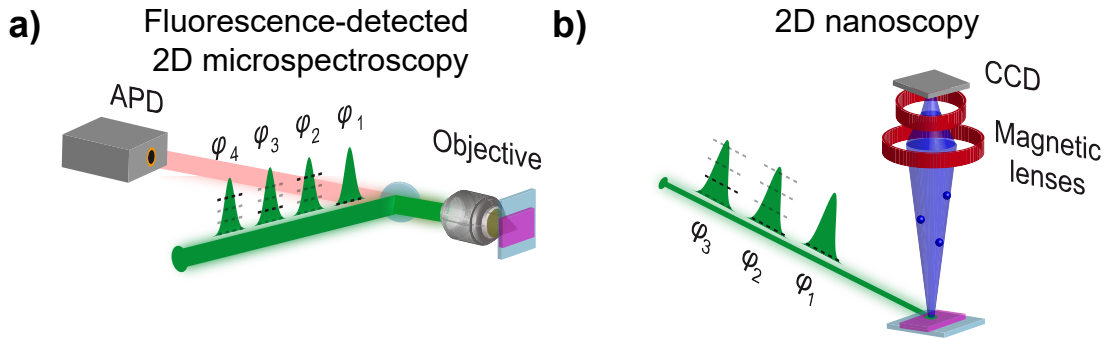 a)
Fluorescence-detected
2D microspectroscopy
APD
φ4
φ3
φ2
φ1
Objective
b)
2D nanoscopy
CCD
Magnetic
lenses
φ3
φ2
φ1